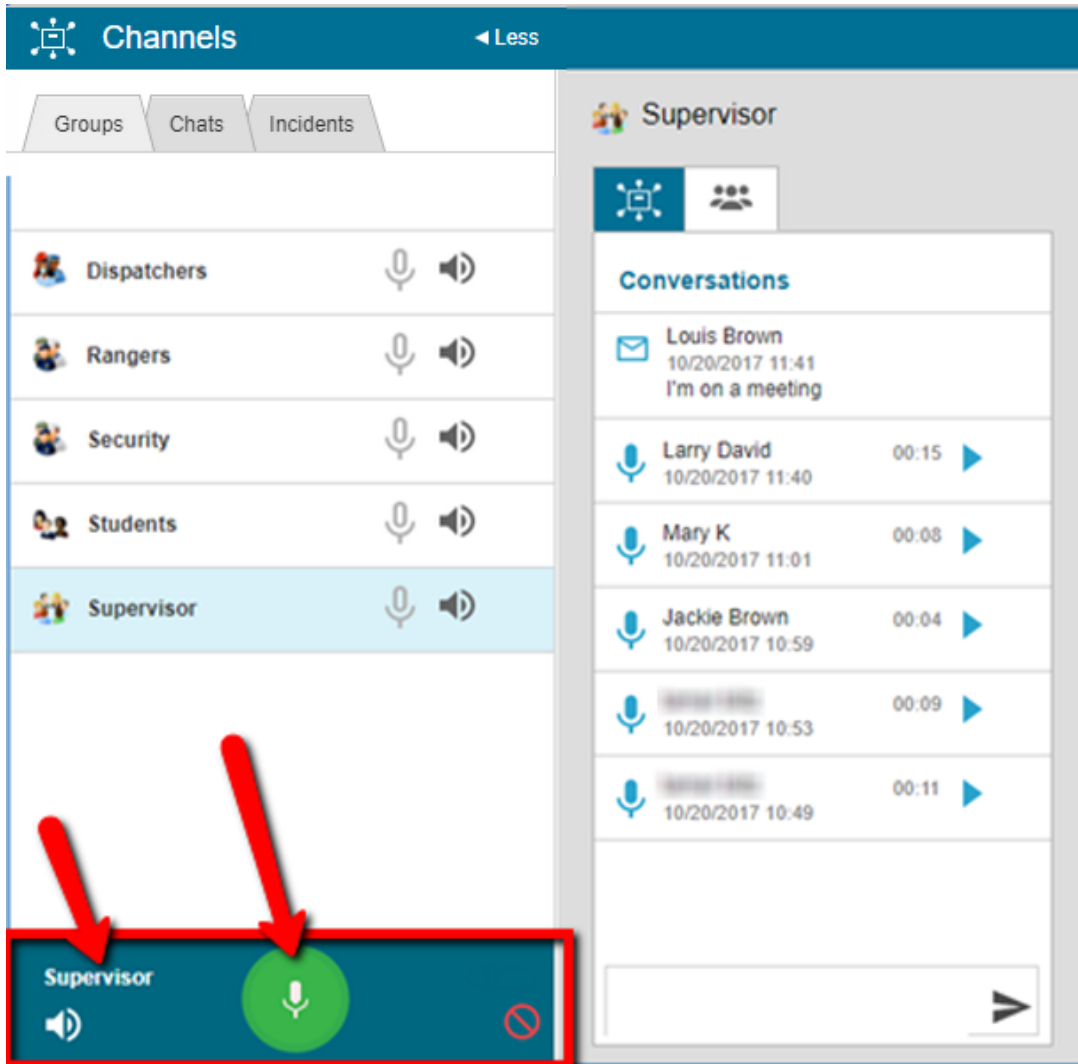 Channels
◄ Less
Groups
Chats
Incidents
Dispatchers
Rangers
Security
Students
Supervisor
Supervisor
Supervisor
Conversations
Louis Brown
10/20/2017 11:41
I'm on a meeting
Larry David 00:15
10/20/2017 11:40
Mary K 00:08
10/20/2017 11:01
Jackie Brown 00:04
10/20/2017 10:59
00:09
10/20/2017 10:53
00:11
10/20/2017 10:49